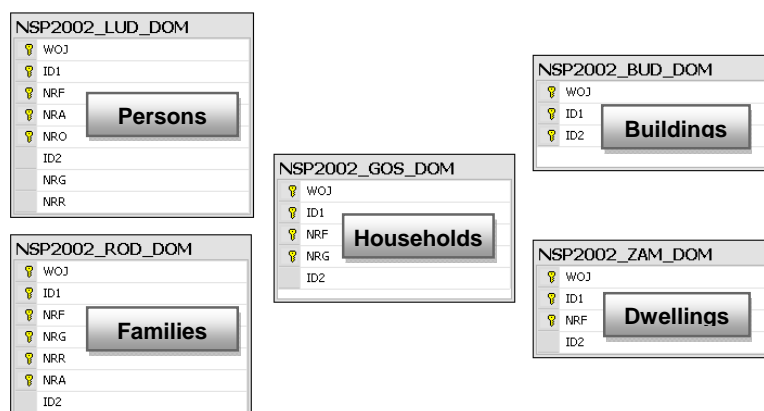 NSP2002_LUD_DOM
WOJ
ID1
NRF
NRA
NRO
ID2
NRG
NRR
Persons
NSP2002_ROD_DOM
WOJ
ID1
NRF
NRG
NRR
NRA
ID2
Families
NSP2002_GOS_DOM
WOJ
ID1
NRF
NRG
ID2
Households
NSP2002_BUD_DOM
WOJ
ID1
ID2
Buildings
NSP2002_ZAM_DOM
WOJ
ID1
NRF
ID2
Dwellings